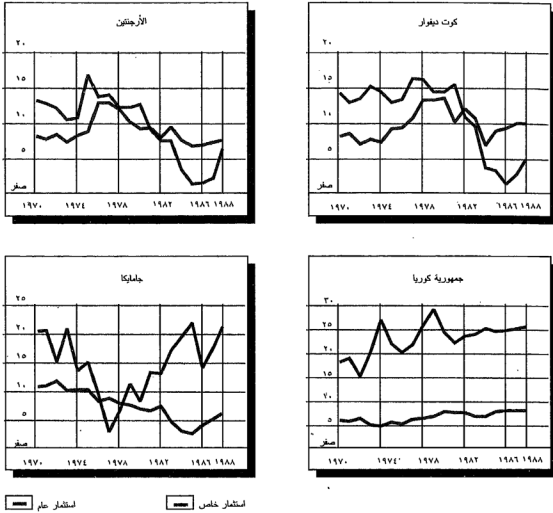 كوت ديفوار
٢٠
١٥
١٠
٥
صفر
١٩٧٠ ١٩٧٤ ١٩٧٨ ١٩٨٢ ١٩٨٦ ١٩٨٨
الأرجنتين
٢٠
١٥
١٠
٥
صفر
١٩٧٠ ١٩٧٤ ١٩٧٨ ١٩٨٢ ١٩٨٦ ١٩٨٨
جمهورية كوريا
٣٠
٢٥
٢٠
١٥
٧٠
٥
صفر
١٩٧٠ ١٩٧٤ ١٩٧٨ ١٩٨٢ ١٩٨٦ ١٩٨٨
جامايكا
٢٥
٢٠
١٥
١٠
٥
صفر
١٩٧٠ ١٩٧٤ ١٩٧٨ ١٩٨٢ ١٩٨٦ ١٩٨٨
استثمار خاص
استثمار عام